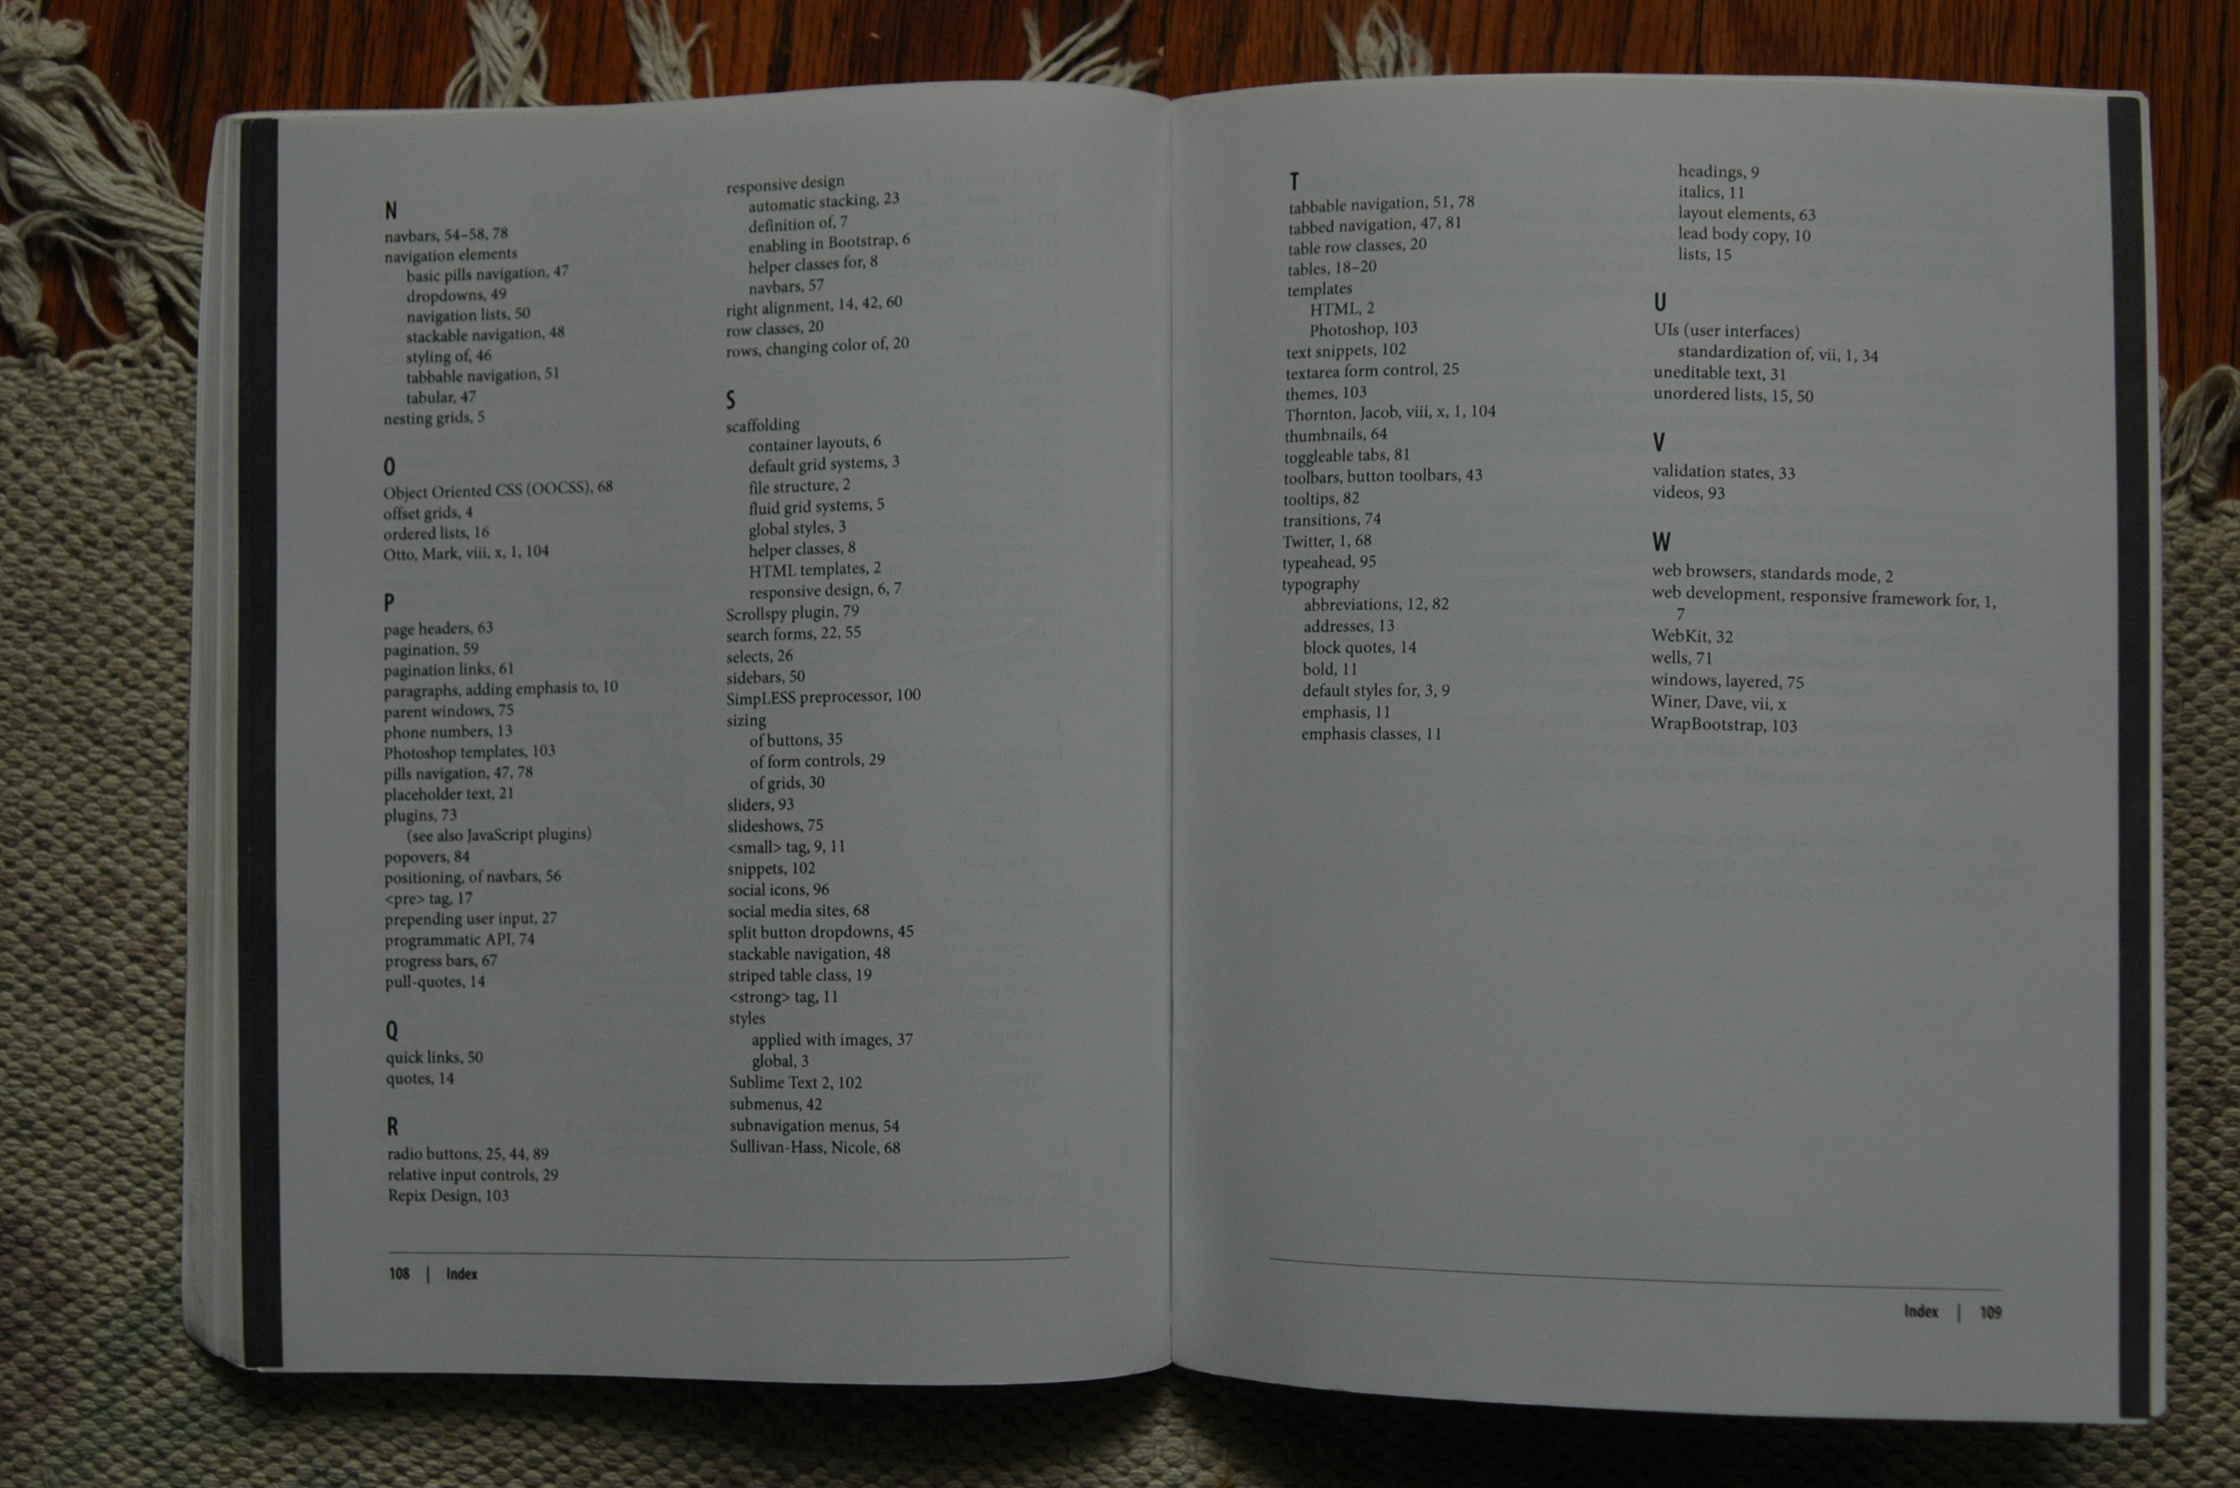 N
navbars, 54–58, 78
navigation elements
basic pills navigation, 47
dropdowns, 49
navigation lists, 50
stackable navigation, 48
styling of, 46
tabbable navigation, 51
tabular, 47
nesting grids, 5
O
Object Oriented CSS (OOCSS), 68
offset grids, 4
ordered lists, 16
Otto, Mark, viii, x, 1, 104
P
page headers, 63
pagination, 59
pagination links, 61
paragraphs, adding emphasis to, 10
parent windows, 75
phone numbers, 13
Photoshop templates, 103
pills navigation, 47, 78
placeholder text, 21
plugins, 73
(see also JavaScript plugins)
popovers, 84
positioning, of navbars, 56
<pre> tag, 17
prepending user input, 27
programmatic API, 74
progress bars, 67
pull-quotes, 14
Q
quick links, 50
quotes, 14
R
radio buttons, 25, 44, 89
relative input controls, 29
Repix Design, 103
responsive design
automatic stacking, 23
definition of, 7
enabling in Bootstrap, 6
helper classes for, 8
navbars, 57
right alignment, 14, 42, 60
row classes, 20
rows, changing color of, 20
S
scaffolding
container layouts, 6
default grid systems, 3
file structure, 2
fluid grid systems, 5
global styles, 3
helper classes, 8
HTML templates, 2
responsive design, 6, 7
Scrollspy plugin, 79
search forms, 22, 55
selects, 26
sidebars, 50
SimpLESS preprocessor, 100
sizing
of buttons, 35
of form controls, 29
of grids, 30
sliders, 93
slideshows, 75
<small> tag, 9, 11
snippets, 102
social icons, 96
social media sites, 68
split button dropdowns, 45
stackable navigation, 48
striped table class, 19
<strong> tag, 11
styles
applied with images, 37
global, 3
Sublime Text 2, 102
submenus, 42
subnavigation menus, 54
Sullivan-Hass, Nicole, 68
108 | Index
T
tabbable navigation, 51, 78
tabbed navigation, 47, 81
table row classes, 20
tables, 18–20
templates
HTML, 2
Photoshop, 103
text snippets, 102
textarea form control, 25
themes, 103
Thornton, Jacob, viii, x, 1, 104
thumbnails, 64
toggleable tabs, 81
toolbars, button toolbars, 43
tooltips, 82
transitions, 74
Twitter, 1, 68
typeahead, 95
typography
abbreviations, 12, 82
addresses, 13
block quotes, 14
bold, 11
default styles for, 3, 9
emphasis, 11
emphasis classes, 11
headings, 9
italics, 11
layout elements, 63
lead body copy, 10
lists, 15
U
UIs (user interfaces)
standardization of, vii, 1, 34
uneditable text, 31
unordered lists, 15, 50
V
validation states, 33
videos, 93
W
web browsers, standards mode, 2
web development, responsive framework for, 1,
7
WebKit, 32
wells, 71
windows, layered, 75
Winer, Dave, vii, x
WrapBootstrap, 103
Index | 109